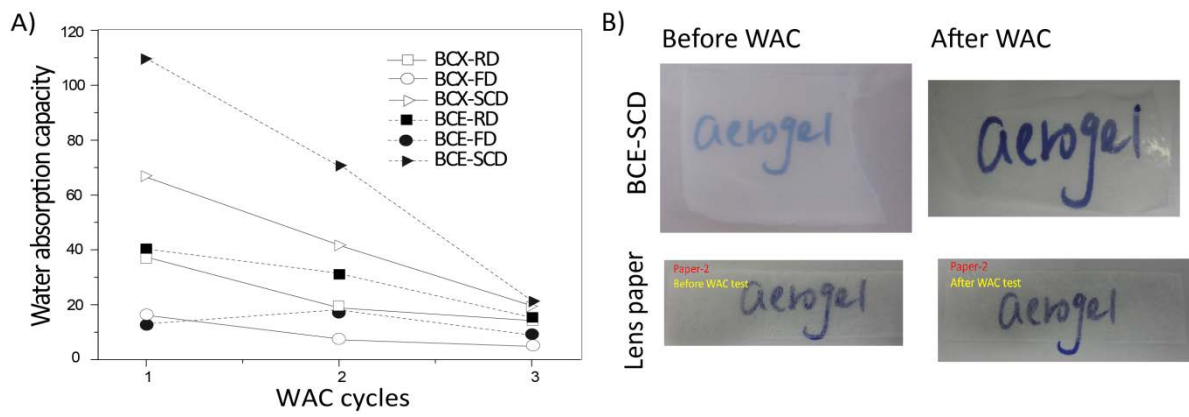 A)
Water absorption capacity
120
100
80
60
40
20
0
1
2
3
WAC cycles
BCX-RD
BCX-FD
BCX-SCD
BCE-RD
BCE-FD
BCE-SCD
B)
Before WAC
After WAC
BCE-SCD
aerogel
aerogel
Lens paper
Paper-2
Before WAC test
aerogel
Paper-2
After WAC test
aerogel